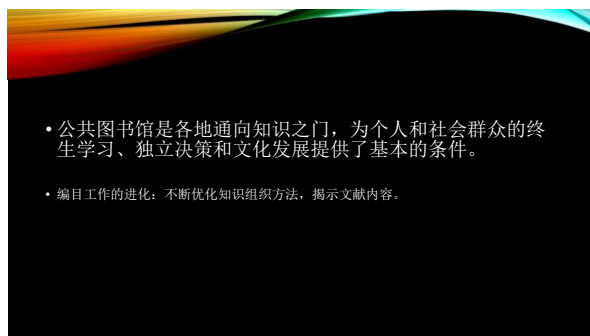 • 公共图书馆是各地通向知识之门，为个人和社会群众的终
生学习、独立决策和文化发展提供了基本的条件。
• 编目工作的进化：不断优化知识组织方法，揭示文献内容。